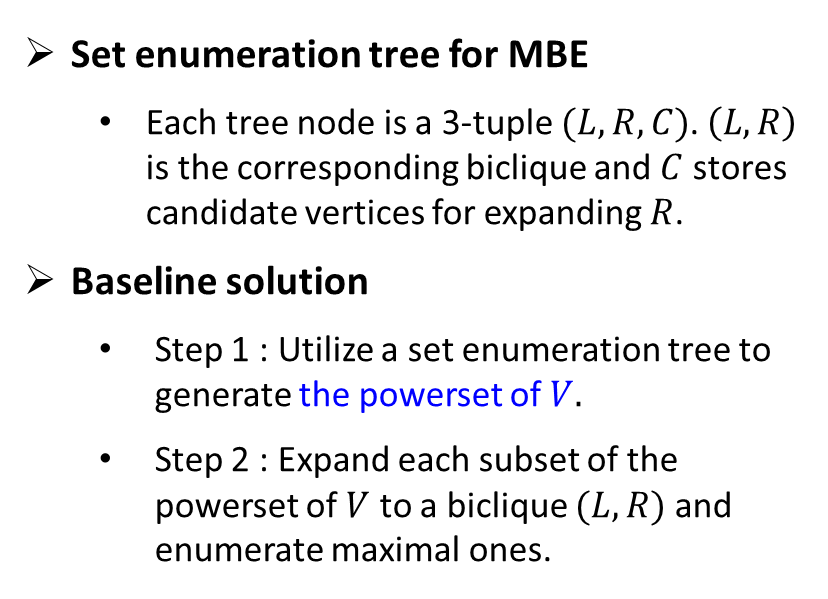 ➢ Set enumeration tree for MBE
• Each tree node is a 3-tuple (L, R, C). (L, R)
is the corresponding biclique and C stores
candidate vertices for expanding R.
➢ Baseline solution
• Step 1 : Utilize a set enumeration tree to
generate the powerset of V.
• Step 2 : Expand each subset of the
powerset of V to a biclique (L, R) and
enumerate maximal ones.